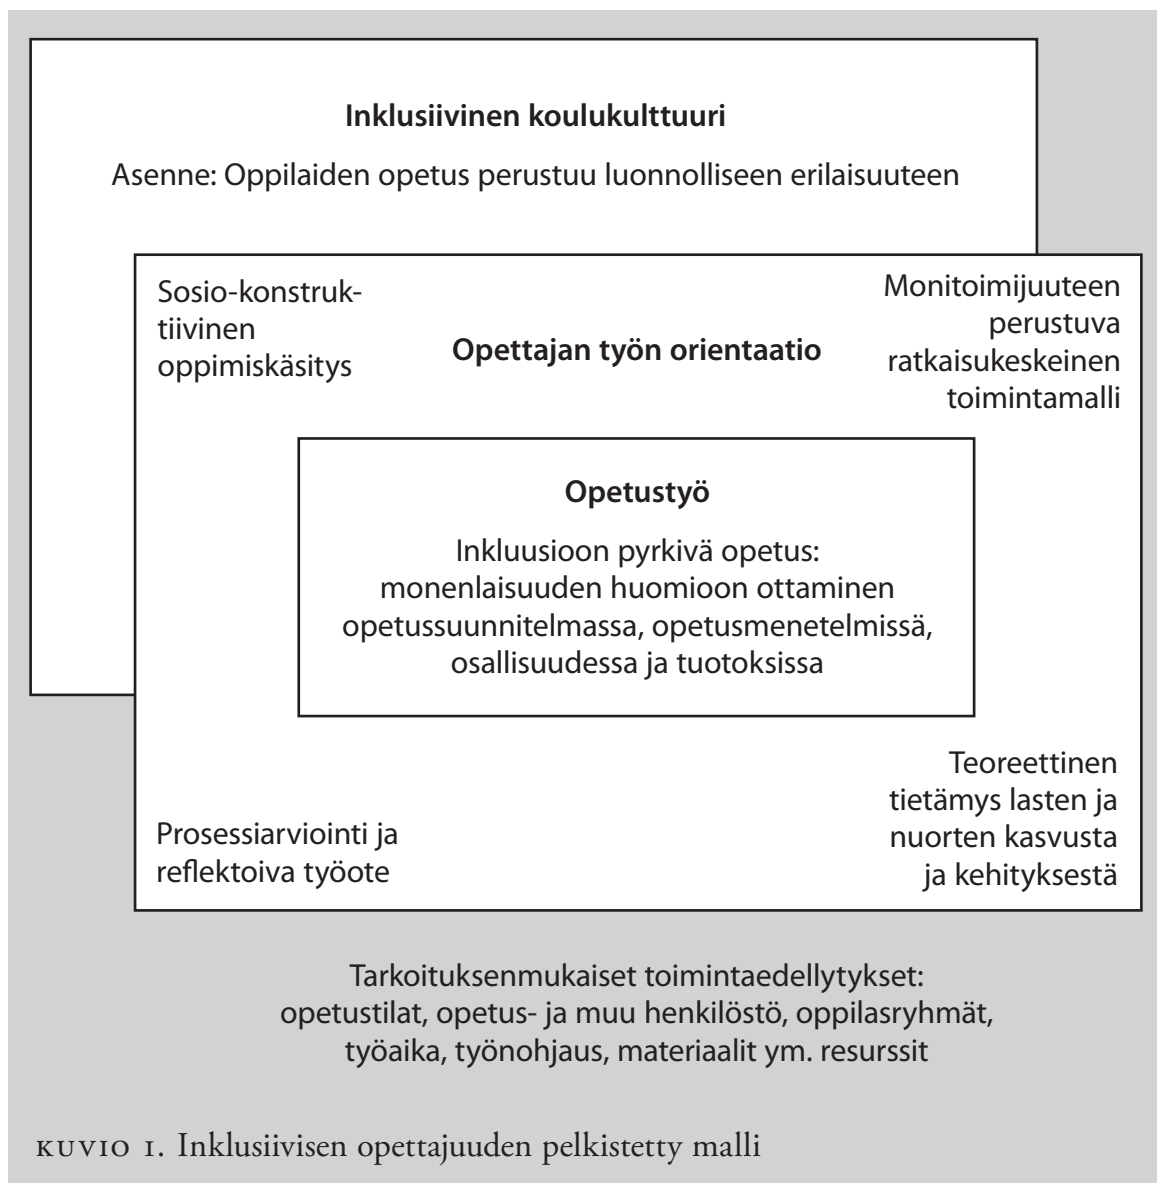 Inklusiivinen koulukulttuuri
Asenne: Oppilaiden opetus perustuu luonnolliseen erilaisuuteen
Sosio-konstruk-
tiivinen
oppimiskäsitys
Opettajan työn orientaatio
Monitoimijuuteen
perustuva
ratkaisukeskeinen
toimintamalli
Opetustyö
Inkluusioon pyrkivä opetus:
monenlaisuuden huomioon ottaminen
opetussuunnitelmassa, opetusmenetelmissä,
osallisuudessa ja tuotoksissa
Prosessiarviointi ja
reflektoiva työote
Teoreettinen
tietämys lasten ja
nuorten kasvusta
ja kehityksestä
Tarkoituksenmukaiset toimintaedellytykset:
opetustilat, opetus- ja muu henkilöstö, oppilasryhmät,
työaika, työnohjaus, materiaalit ym. resurssit
KUVIO 1. Inklusiivisen opettajuuden pelkistetty malli